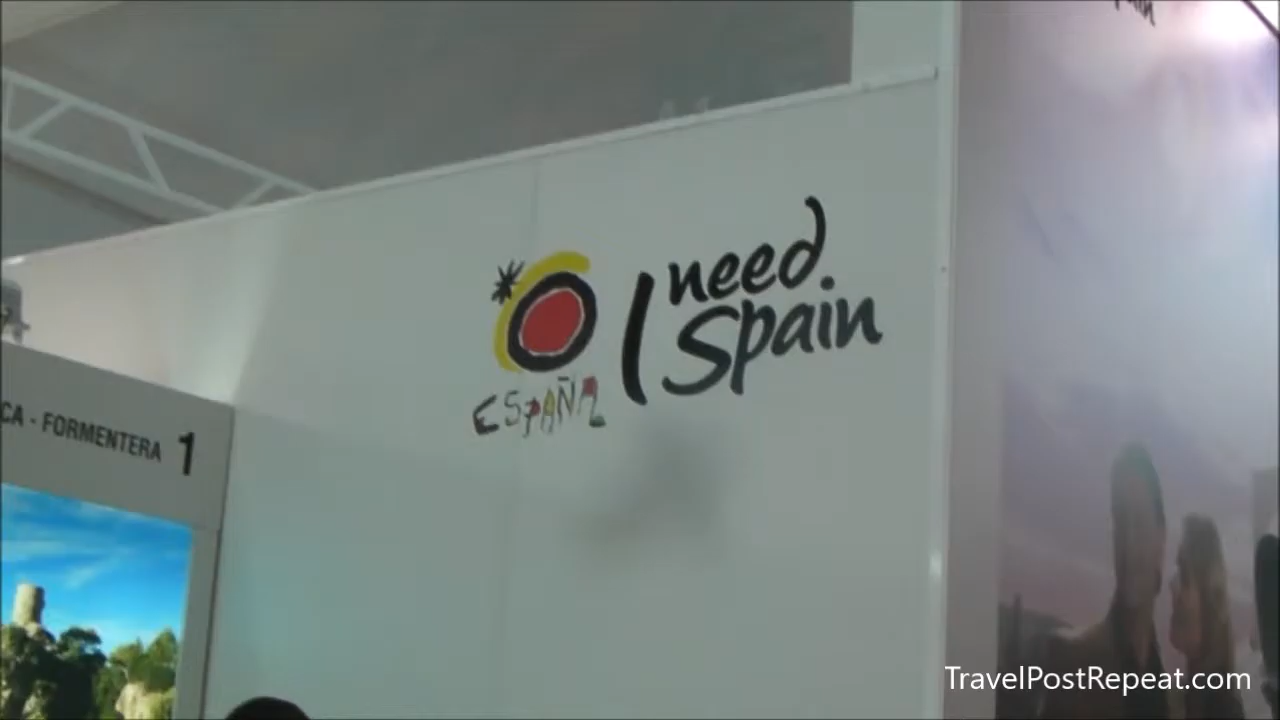 need
I Spain
ESPAÑA
CA - FORMENTERA 1
TravelPostRepeat.com